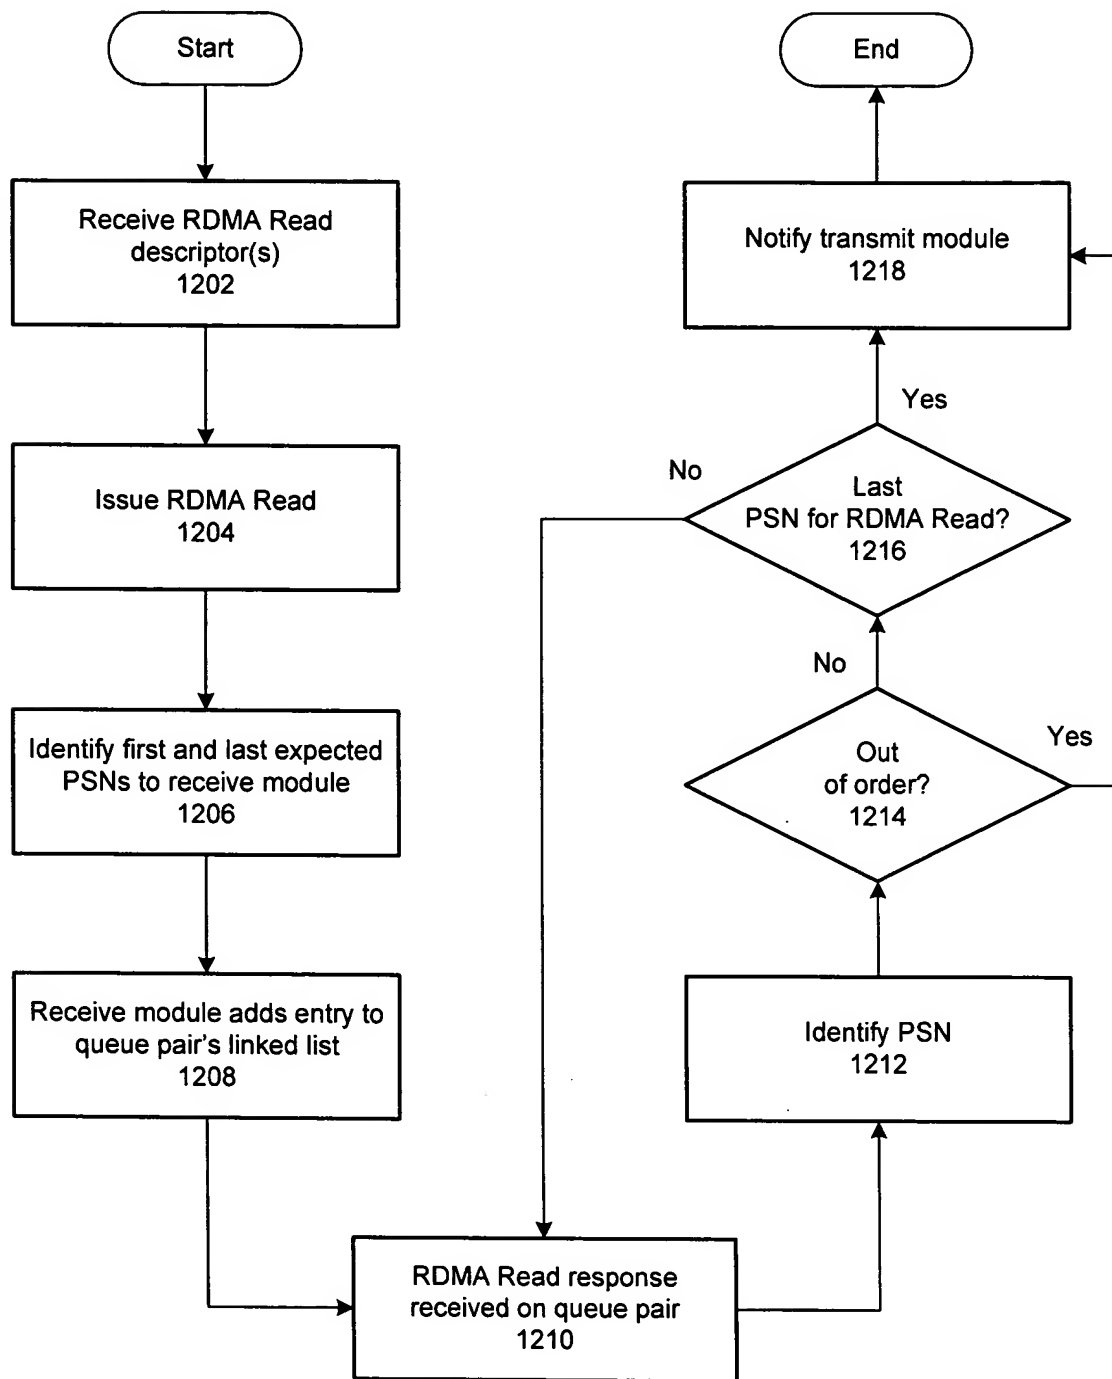 Start
Receive RDMA Read
descriptor(s)
1202
Issue RDMA Read
1204
Identify first and last expected
PSNs to receive module
1206
Receive module adds entry to
queue pair's linked list
1208
RDMA Read response
received on queue pair
1210
Identify PSN
1212
Out
of order?
1214
Yes
No
Last
PSN for RDMA Read?
1216
No
Yes
Notify transmit module
1218
End